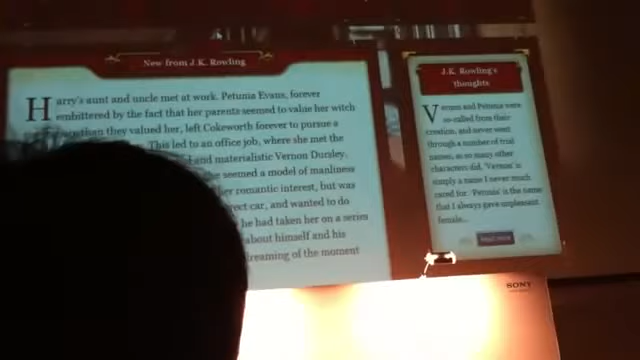 New from J.K. Rowling
Harry's aunt and uncle met at work. Petunia Evans, forever
embittered by the fact that her parents seemed to value her witch
they valued her, left Cokeworth forever to pursue a
This led to an office job, where she met the
and materialistic Vernon Dursley.
seemed a model of manliness
her romantic interest, but was
car, and wanted to do
he had taken her on a series
about himself and his
dreaming of the moment
J.K. Rowling's
thoughts
Vernon and Petunia were
so-called from their
creation, and never went
through a number of trial
names, as so many other
characters did. 'Vernon' is
simply a name I never much
cared for. 'Petunia' is the name
that I always gave unpleasant
female...
SONY